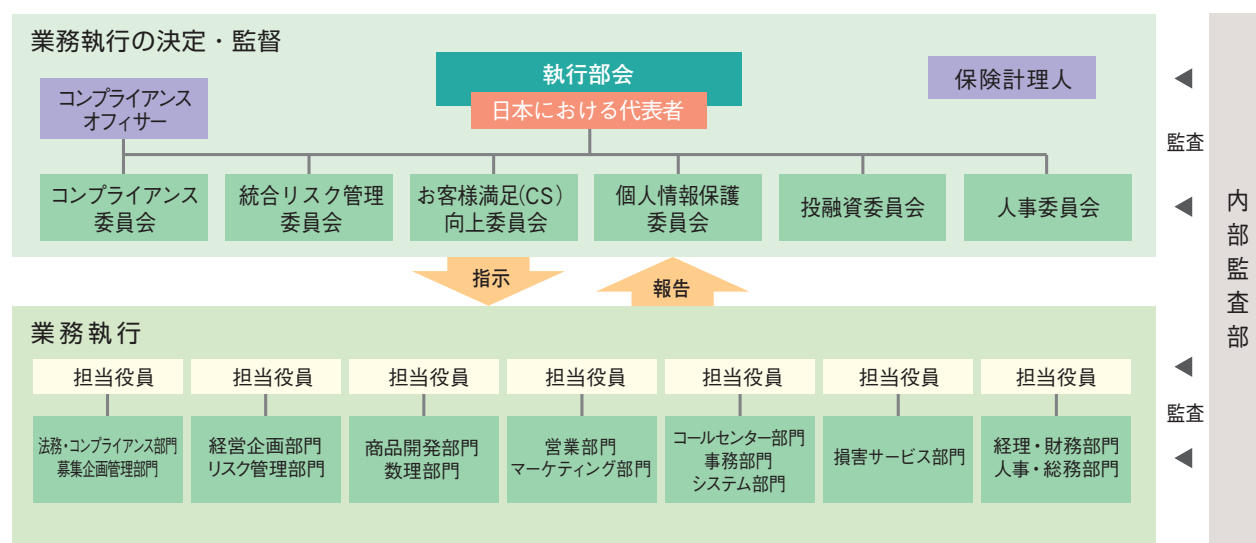 業務執行の決定・監督
執行部会
日本における代表者
保険計理人
コンプライアンス
オフィサー
コンプライアンス
委員会
統合リスク管理
委員会
お客様満足(CS)
向上委員会
個人情報保護
委員会
投融資委員会
人事委員会
指示
報告
業務執行
担当役員
担当役員
担当役員
担当役員
担当役員
担当役員
担当役員
法務・コンプライアンス部門
募集企画管理部門
経営企画部門
リスク管理部門
商品開発部門
数理部門
営業部門
マーケティング部門
コールセンター部門
事務部門
システム部門
損害サービス部門
経理・財務部門
人事・総務部門
監査
監査
内部監査部